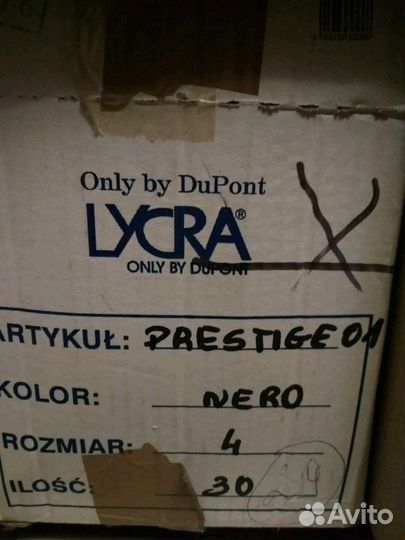 Only by DuPont
LYCRA®
ONLY BY DUPONT
ARTYKUŁ: PRESTIGE 01
KOLOR: NERO
ROZMIAR: 4
ILOŚĆ: 30
Avito